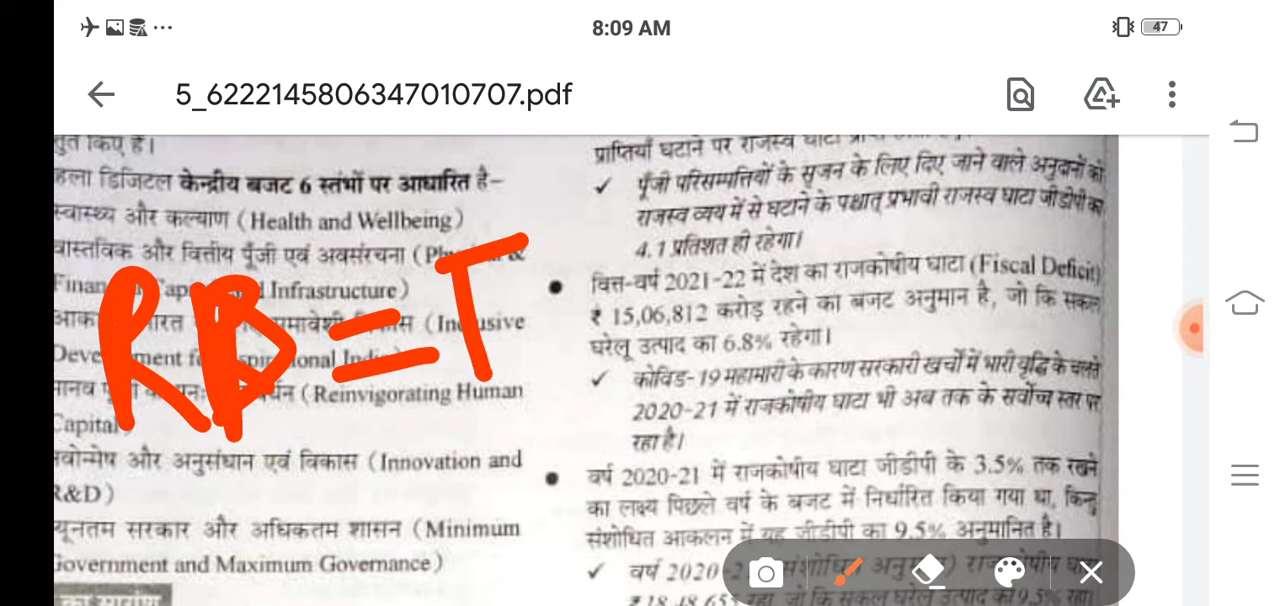 8:09 AM
47
5_6222145806347010707.pdf
हला डिजिटल केन्द्रीय बजट 6 स्तंभों पर आधारित है-
स्वास्थ्य और कल्याण (Health and Wellbeing)
वास्तविक और वित्तीय पूँजी एवं अवसंरचना ( &
Infrastructure)
(Inclusive
(Reinvigorating Human
Capital)
और अनुसंधान एवं विकास (Innovation and
R&D)
यूनतम सरकार और अधिकतम शासन (Minimum
Government and Maximum Governance)
RB=T
प्राप्तियाँ घटाने पर राजस्व घाटा
✓ पूँजी परिसम्पत्तियों के सृजन के लिए दिए जाने वाले अनुदानों को
राजस्व व्यय में से घटाने के पश्चात् प्रभावी राजस्व घाटा जीडीपी का
4.1 प्रतिशत ही रहेगा।
● वित्त-वर्ष 2021-22 में देश का राजकोषीय घाटा (Fiscal Deficit)
₹ 15,06,812 करोड़ रहने का बजट अनुमान है, जो कि सकल
घरेलू उत्पाद का 6.8% रहेगा।
✓ कोविड-19 महामारी के कारण सरकारी खर्चों में भारी वृद्धि के चलते
2020-21 में राजकोषीय घाटा भी अब तक के सर्वोच्च स्तर पर
रहा है।
● वर्ष 2020-21 में राजकोषीय घाटा जीडीपी के 3.5% तक रखने
का लक्ष्य पिछले वर्ष के बजट में निर्धारित किया गया था, किन्तु
संशोधित आकलन में यह जीडीपी का 9.5% अनुमानित है।
✓ वर्ष 2020-2